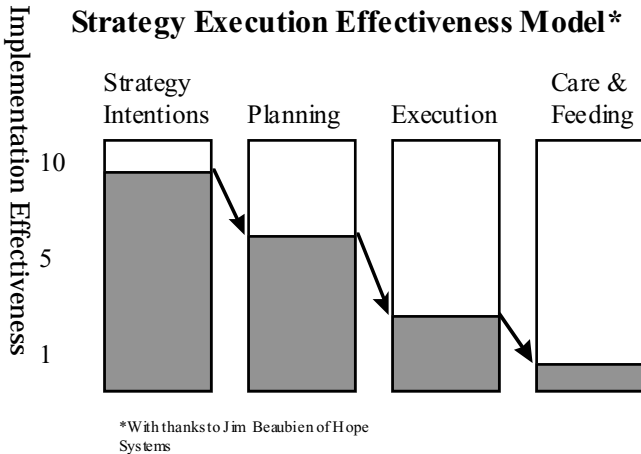 Strategy Execution Effectiveness Model*
Implementation Effectiveness
Strategy
Intentions
Planning
Execution
Care &
Feeding
10
5
1
*With thanks to Jim Beaubien of Hope
Systems